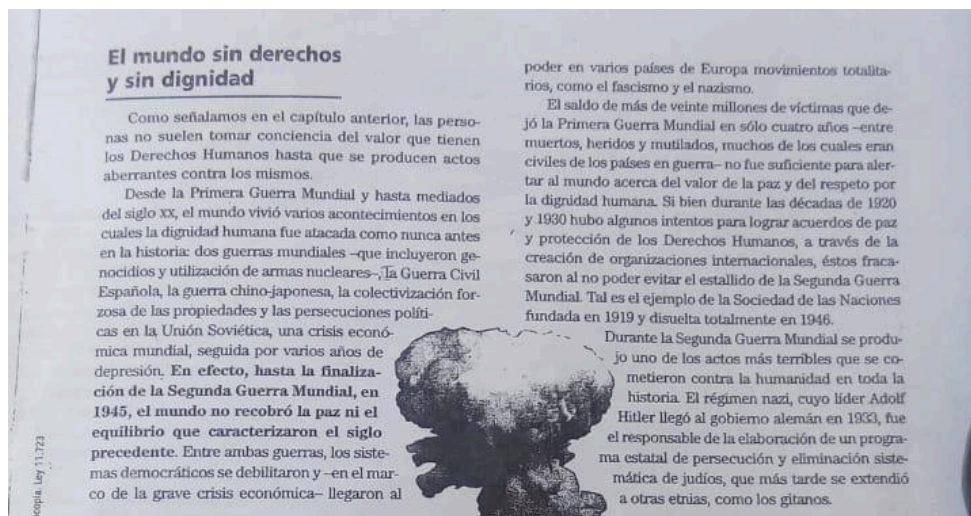 El mundo sin derechos
y sin dignidad
Como señalamos en el capítulo anterior, las perso-
nas no suelen tomar conciencia del valor que tienen
los Derechos Humanos hasta que se producen actos
aberrantes contra los mismos.
Desde la Primera Guerra Mundial y hasta mediados
del siglo XX, el mundo vivió varios acontecimientos en los
cuales la dignidad humana fue atacada como nunca antes
en la historia: dos guerras mundiales –que incluyeron ge-
nocidios y utilización de armas nucleares–, la Guerra Civil
Española, la guerra chino-japonesa, la colectivización for-
zosa de las propiedades y las persecuciones políti-
cas en la Unión Soviética, una crisis econó-
mica mundial, seguida por varios años de
depresión. En efecto, hasta la finaliza-
ción de la Segunda Guerra Mundial, en
1945, el mundo no recobró la paz ni el
equilibrio que caracterizaron el siglo
precedente. Entre ambas guerras, los siste-
mas democráticos se debilitaron y –en el mar-
co de la grave crisis económica– llegaron al
poder en varios países de Europa movimientos totalita-
rios, como el fascismo y el nazismo.
El saldo de más de veinte millones de víctimas que de-
jó la Primera Guerra Mundial en sólo cuatro años –entre
muertos, heridos y mutilados, muchos de los cuales eran
civiles de los países en guerra– no fue suficiente para aler-
tar al mundo acerca del valor de la paz y del respeto por
la dignidad humana. Si bien durante las décadas de 1920
y 1930 hubo algunos intentos para lograr acuerdos de paz
y protección de los Derechos Humanos, a través de la
creación de organizaciones internacionales, éstos fraca-
saron al no poder evitar el estallido de la Segunda Guerra
Mundial. Tal es el ejemplo de la Sociedad de las Naciones
fundada en 1919 y disuelta totalmente en 1946.
Durante la Segunda Guerra Mundial se produ-
jo uno de los actos más terribles que se co-
metieron contra la humanidad en toda la
historia. El régimen nazi, cuyo líder Adolf
Hitler llegó al gobierno alemán en 1933, fue
el responsable de la elaboración de un progra-
ma estatal de persecución y eliminación siste-
mática de judíos, que más tarde se extendió
a otras etnias, como los gitanos.
ocopia. Ley 11.723